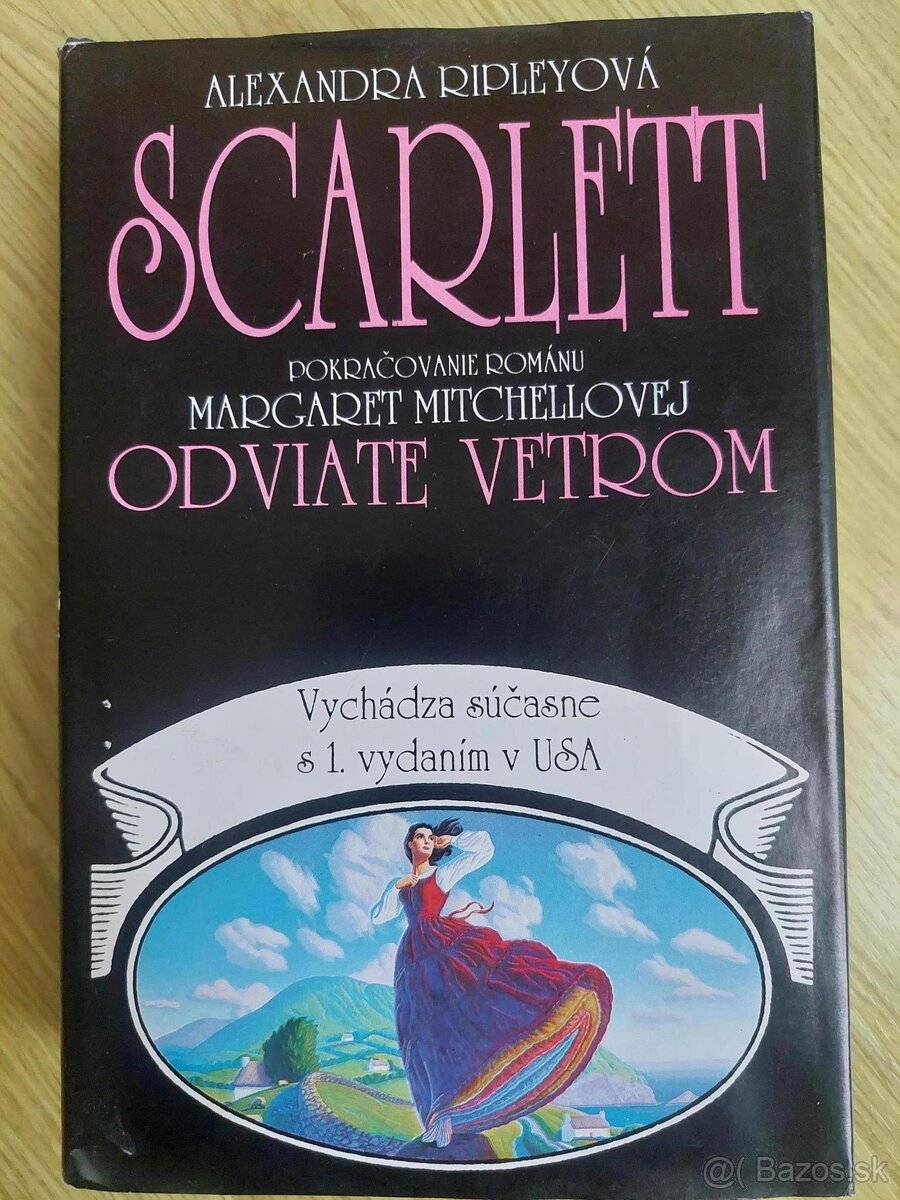 ALEXANDRA RIPLEYOVÁ
SCARLETT
POKRAČOVANIE ROMÁNU
MARGARET MITCHELLOVEJ
ODVIATE VETROM
Vychádza súčasne
s 1. vydaním v USA
@( Bazos.sk